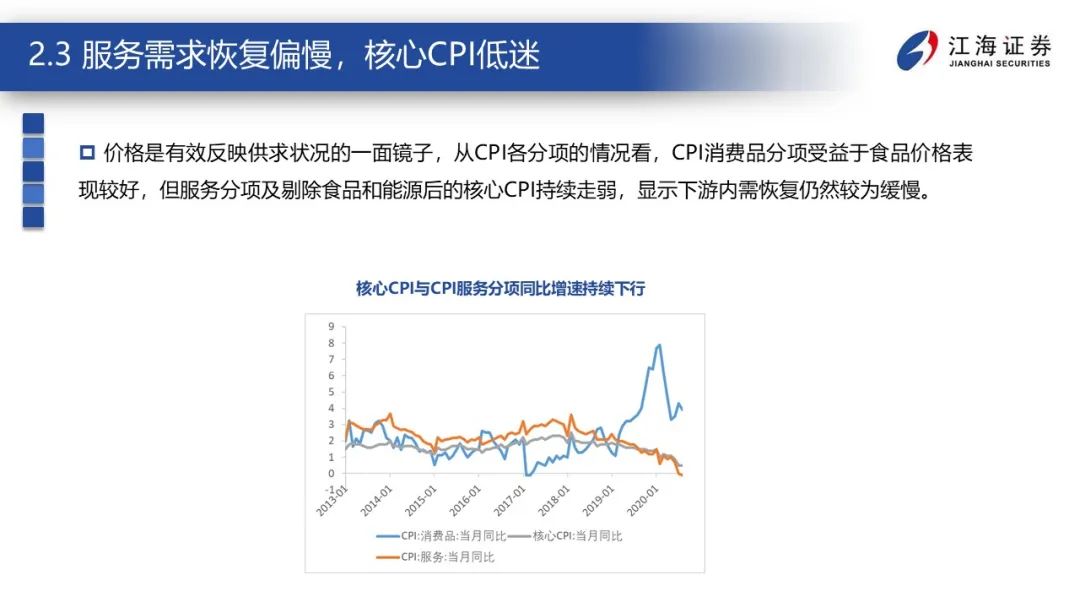 2.3 服务需求恢复偏慢，核心CPI低迷
江海证券
JIANGHAI SECURITIES
价格是有效反映供求状况的一面镜子，从CPI各分项的情况看，CPI消费品分项受益于食品价格表
现较好，但服务分项及剔除食品和能源后的核心CPI持续走弱，显示下游内需恢复仍然较为缓慢。
核心CPI与CPI服务分项同比增速持续下行
9
8
7
6
5
4
3
2
1
0
-1
2013-01
2014-01
2015-01
2016-01
2017-01
2018-01
2019-01
2020-01
CPI:消费品:当月同比
核心CPI:当月同比
CPI:服务:当月同比